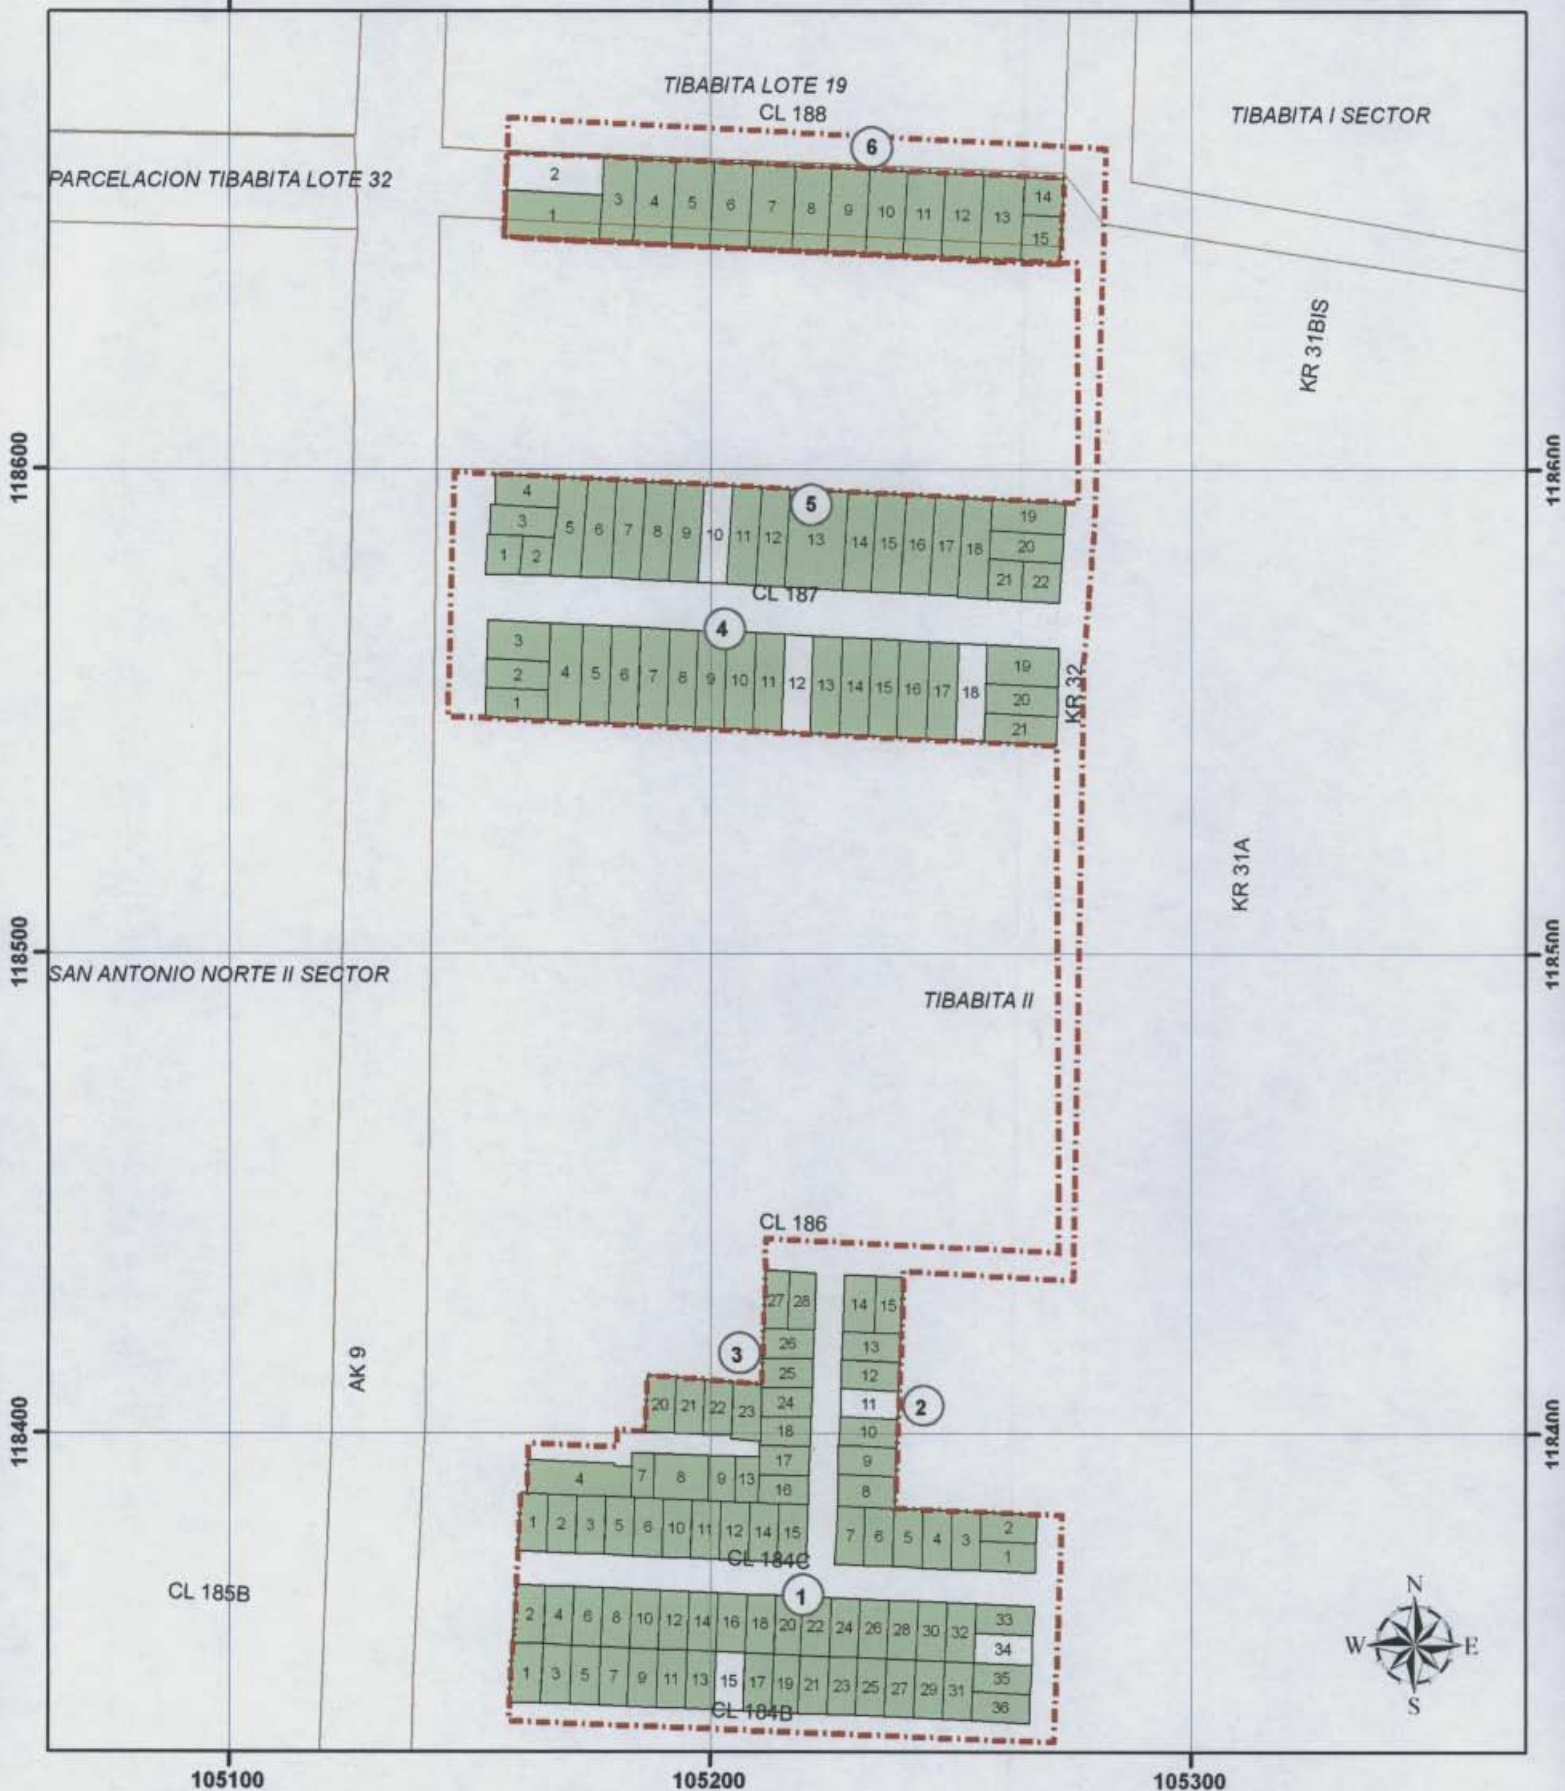 TIBABITA LOTE 19
CL 188
TIBABITA I SECTOR
6
PARCELACION TIBABITA LOTE 32
2
14
3 4 5 6 7 8 9 10 11 12 13
1
15
KR 31BIS
118600
118600
4
5
19
3
5 6 7 8 9 10 11 12 13 14 15 16 17 18
20
1 2
21 22
CL 187
4
3
19
2
4 5 6 7 8 9 10 11 12 13 14 15 16 17 18
20
1
21
KR 32
KR 31A
118500
118500
SAN ANTONIO NORTE II SECTOR
TIBABITA II
CL 186
27 28
14 15
26
13
3
25
12
AK 9
24
11
2
20 21 22 23
18
10
118400
118400
17
9
4
7 8 9 13
16
8
1 2 3 5 6 10 11 12 14 15
7 6 5 4 3
2
1
CL 184C
CL 185B
1
2 4 6 8 10 12 14 16 18 20 22 24 26 28 30 32
33
34
1 3 5 7 9 11 13 15 17 19 21 23 25 27 29 31
35
36
CL 184B
N
W E
S
105100
105200
105300